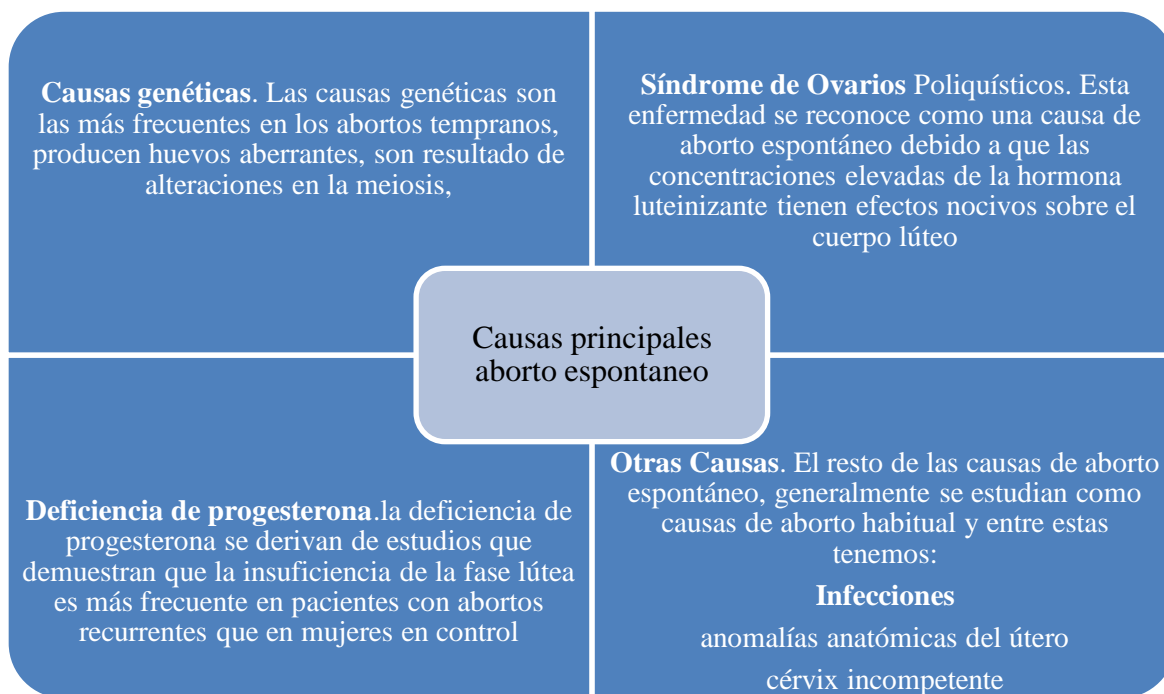 Causas genéticas. Las causas genéticas son
las más frecuentes en los abortos tempranos,
producen huevos aberrantes, son resultado de
alteraciones en la meiosis,
Síndrome de Ovarios Poliquísticos. Esta
enfermedad se reconoce como una causa de
aborto espontáneo debido a que las
concentraciones elevadas de la hormona
luteinizante tienen efectos nocivos sobre el
cuerpo lúteo
Causas principales
aborto espontaneo
Deficiencia de progesterona.la deficiencia de
progesterona se derivan de estudios que
demuestran que la insuficiencia de la fase lútea
es más frecuente en pacientes con abortos
recurrentes que en mujeres en control
Otras Causas. El resto de las causas de aborto
espontáneo, generalmente se estudian como
causas de aborto habitual y entre estas
tenemos:
Infecciones
anomalías anatómicas del útero
cérvix incompetente